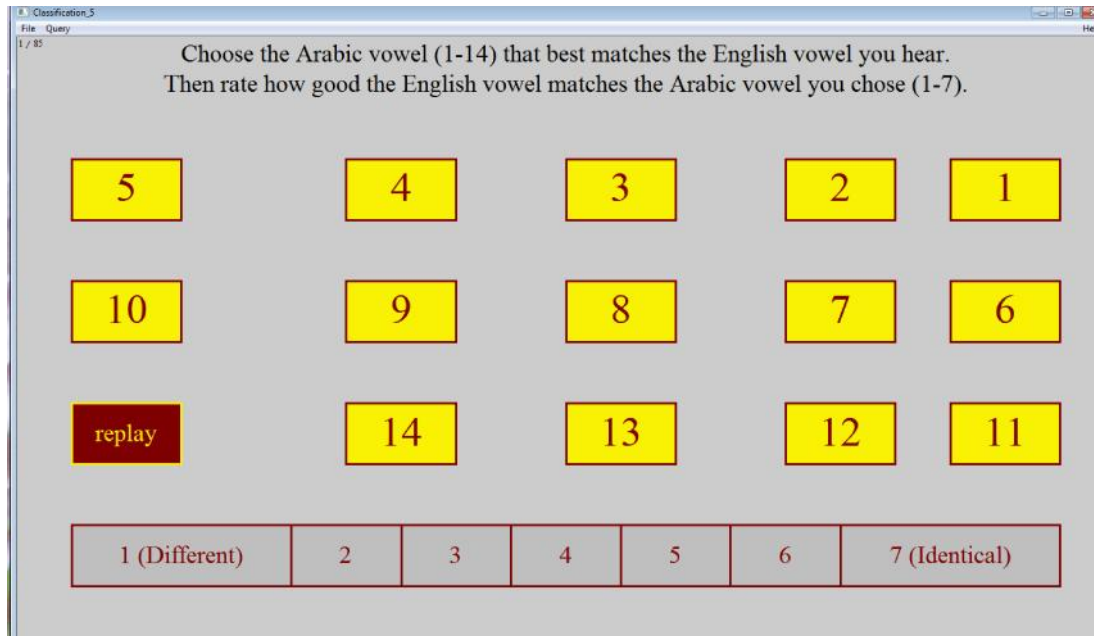 Classification_5
File Query
He
1 / 85
Choose the Arabic vowel (1-14) that best matches the English vowel you hear.
Then rate how good the English vowel matches the Arabic vowel you chose (1-7).
5 4 3 2 1
10 9 8 7 6
replay 14 13 12 11
1 (Different) 2 3 4 5 6 7 (Identical)